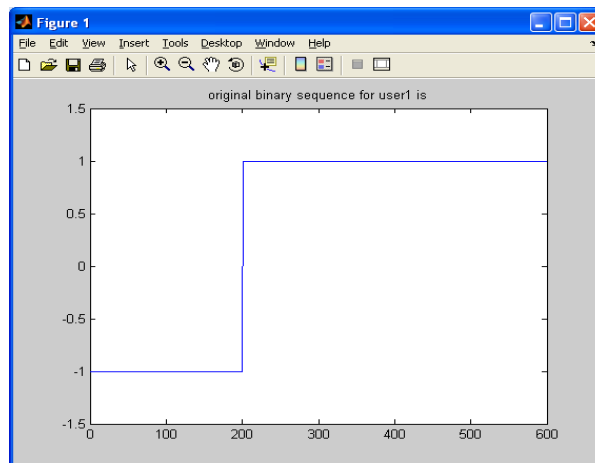 Figure 1
File Edit View Insert Tools Desktop Window Help
original binary sequence for user1 is
1.5
1
0.5
0
-0.5
-1
-1.5
0 100 200 300 400 500 600